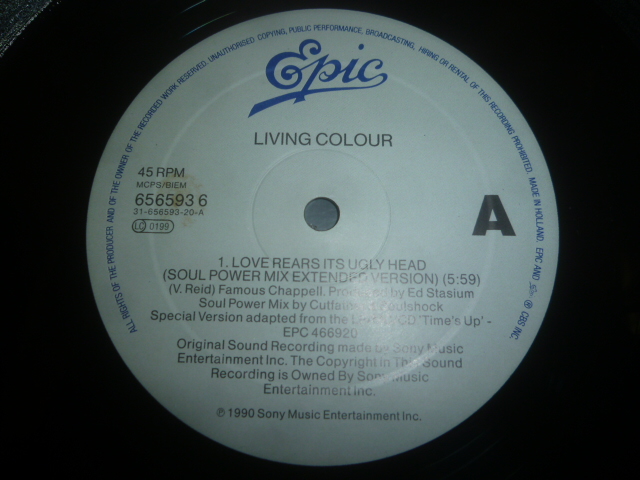 ALL RIGHTS OF THE PRODUCER AND OF THE OWNER OF THE RECORDED WORK RESERVED. UNAUTHORISED COPYING, PUBLIC PERFORMANCE, BROADCASTING, HIRING OR RENTAL OF THIS RECORDING PROHIBITED. MADE IN HOLLAND. EPIC AND ℗ CBS INC.
Epic
LIVING COLOUR
45 RPM
MCPS/BIEM
656593 6
31-656593-20-A
LC 0199
A
1. LOVE REARS ITS UGLY HEAD
(SOUL POWER MIX EXTENDED VERSION) (5:59)
(V. Reid) Famous Chappell. by Ed Stasium
Soul Power Mix by
Special Version adapted from the 'Time's Up' -
EPC 466920
Original Sound Recording made by Sony Music
Entertainment Inc. The Copyright in Sound
Recording is Owned By Sony Music
Entertainment Inc.
℗ 1990 Sony Music Entertainment Inc.